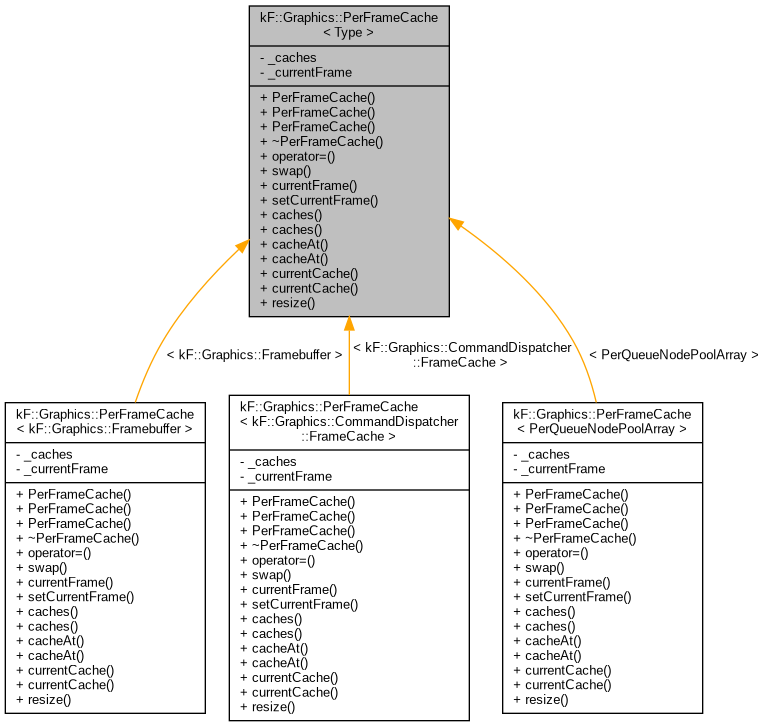 kF::Graphics::PerFrameCache
< Type >
- _caches
- _currentFrame
+ PerFrameCache()
+ PerFrameCache()
+ PerFrameCache()
+ ~PerFrameCache()
+ operator=()
+ swap()
+ currentFrame()
+ setCurrentFrame()
+ caches()
+ caches()
+ cacheAt()
+ cacheAt()
+ currentCache()
+ currentCache()
+ resize()
< kF::Graphics::Framebuffer >
< kF::Graphics::CommandDispatcher
::FrameCache >
< PerQueueNodePoolArray >
kF::Graphics::PerFrameCache
< kF::Graphics::Framebuffer >
- _caches
- _currentFrame
+ PerFrameCache()
+ PerFrameCache()
+ PerFrameCache()
+ ~PerFrameCache()
+ operator=()
+ swap()
+ currentFrame()
+ setCurrentFrame()
+ caches()
+ caches()
+ cacheAt()
+ cacheAt()
+ currentCache()
+ currentCache()
+ resize()
kF::Graphics::PerFrameCache
< kF::Graphics::CommandDispatcher
::FrameCache >
- _caches
- _currentFrame
+ PerFrameCache()
+ PerFrameCache()
+ PerFrameCache()
+ ~PerFrameCache()
+ operator=()
+ swap()
+ currentFrame()
+ setCurrentFrame()
+ caches()
+ caches()
+ cacheAt()
+ cacheAt()
+ currentCache()
+ currentCache()
+ resize()
kF::Graphics::PerFrameCache
< PerQueueNodePoolArray >
- _caches
- _currentFrame
+ PerFrameCache()
+ PerFrameCache()
+ PerFrameCache()
+ ~PerFrameCache()
+ operator=()
+ swap()
+ currentFrame()
+ setCurrentFrame()
+ caches()
+ caches()
+ cacheAt()
+ cacheAt()
+ currentCache()
+ currentCache()
+ resize()